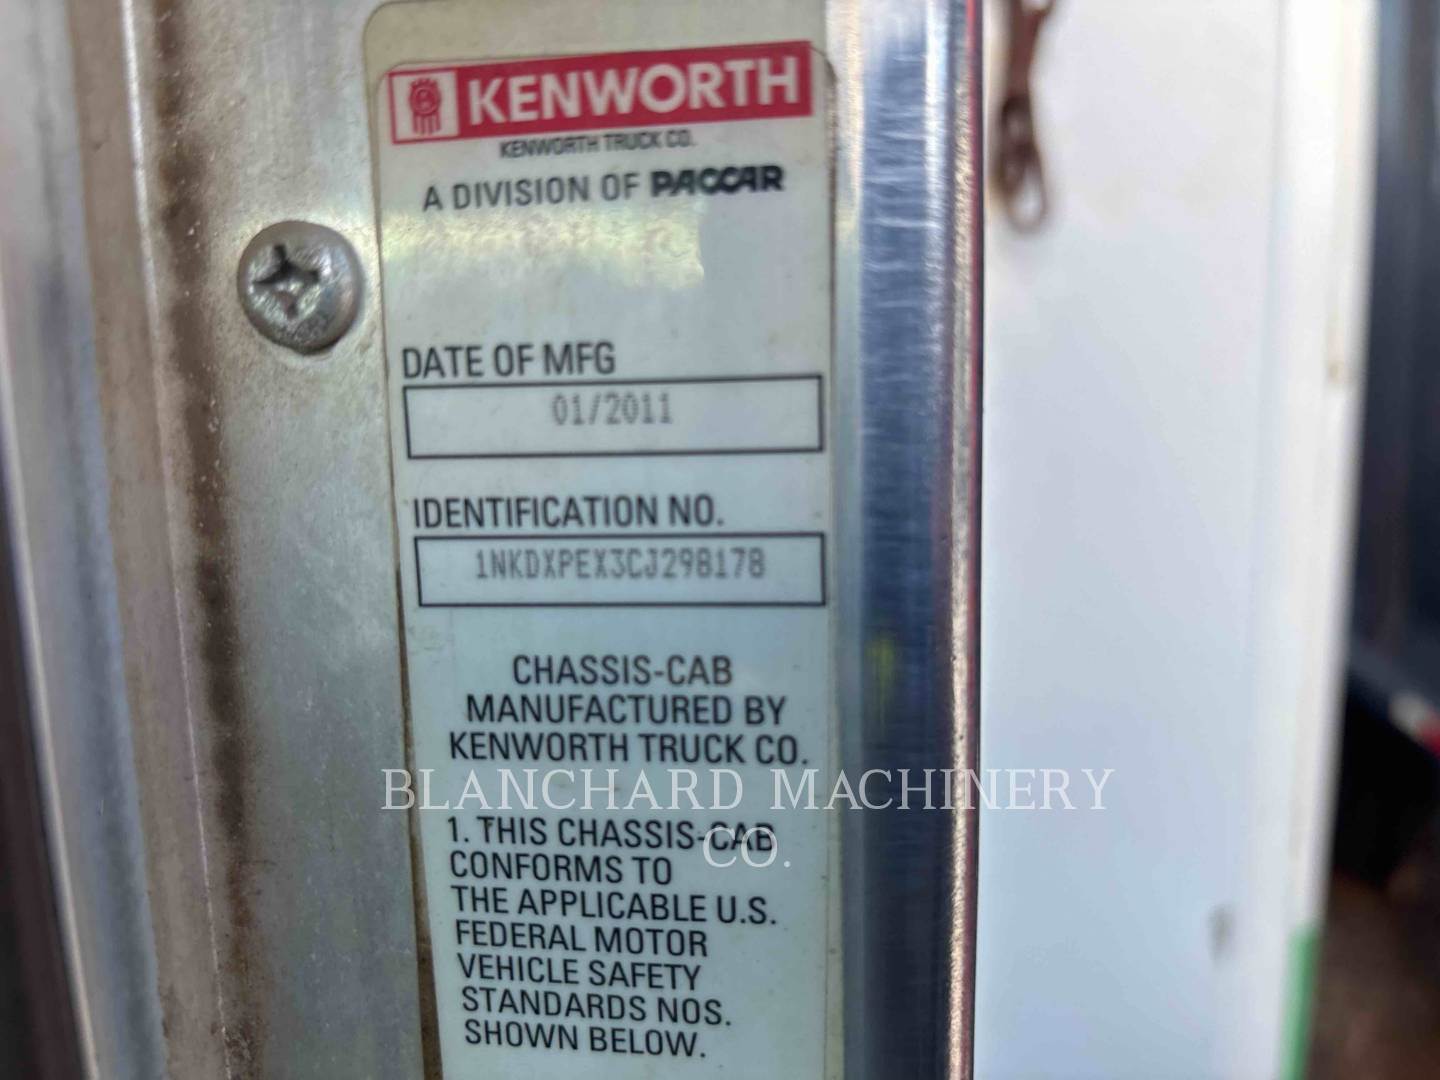 KENWORTH
KENWORTH TRUCK CO.
A DIVISION OF PACCAR
DATE OF MFG
01/2011
IDENTIFICATION NO.
1NKDXPEX3CJ298178
CHASSIS-CAB
MANUFACTURED BY
KENWORTH TRUCK CO.
BLANCHARD MACHINERY
CO.
1. THIS CHASSIS-CAB
CONFORMS TO
THE APPLICABLE U.S.
FEDERAL MOTOR
VEHICLE SAFETY
STANDARDS NOS.
SHOWN BELOW.